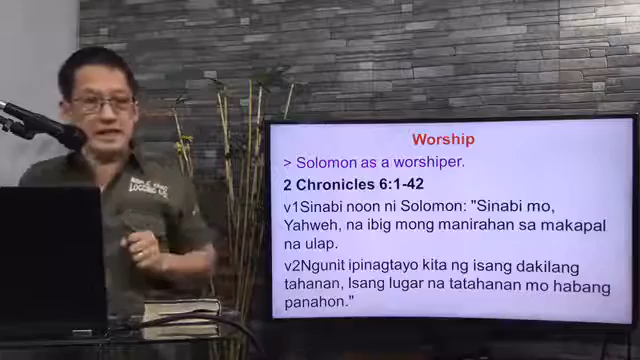 Worship
> Solomon as a worshiper.
2 Chronicles 6:1-42
v1Sinabi noon ni Solomon: "Sinabi mo,
Yahweh, na ibig mong manirahan sa makapal
na ulap.
v2Ngunit ipinagtayo kita ng isang dakilang
tahanan, Isang lugar na tatahanan mo habang
panahon."